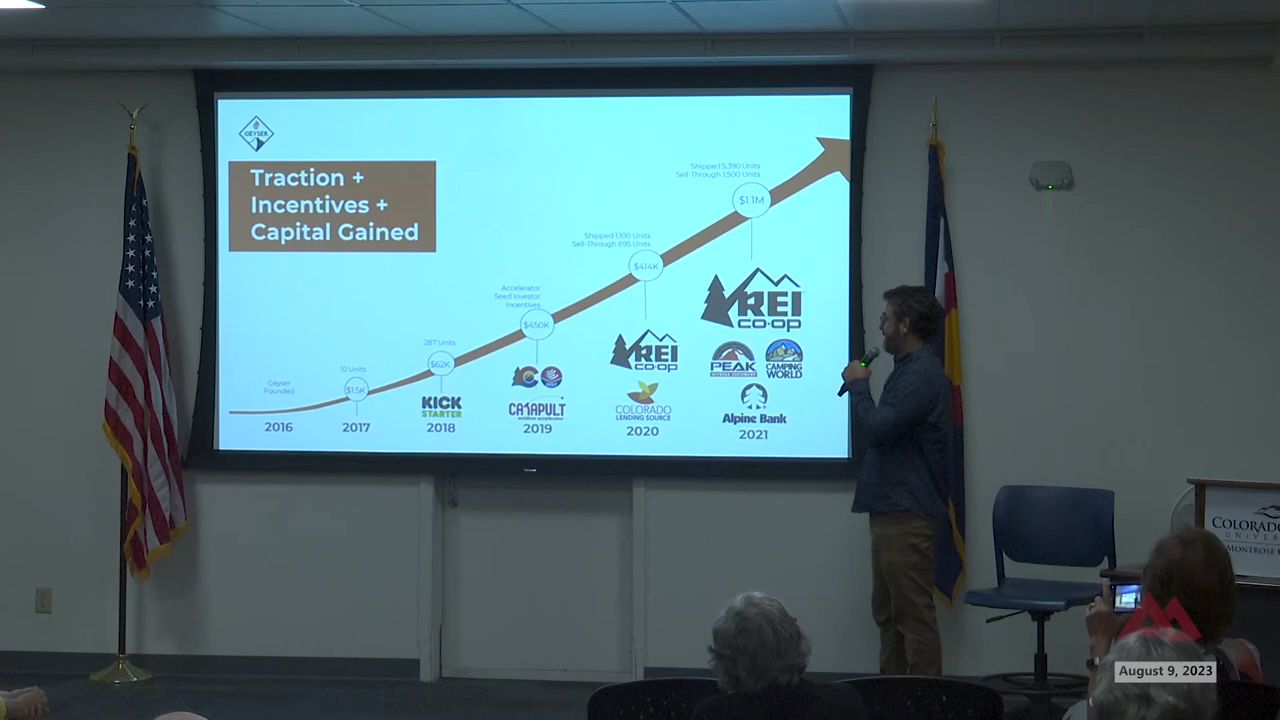 GEYSER
Traction +
Incentives +
Capital Gained
Geyser
Founded
2016
10 Units
$1.5K
2017
287 Units
$62K
KICK
STARTER
2018
Accelerator
Seed Investor
Incentives
$450K
CATAPULT
2019
Shipped 1,100 Units
Sell-Through 695 Units
$414K
REI
CO·OP
COLORADO
LENDING SOURCE
2020
Shipped 5,390 Units
Sell-Through 1,500 Units
$1.1M
REI
CO·OP
PEAK
CAMPING
WORLD
Alpine Bank
2021
MONTROSE
August 9, 2023